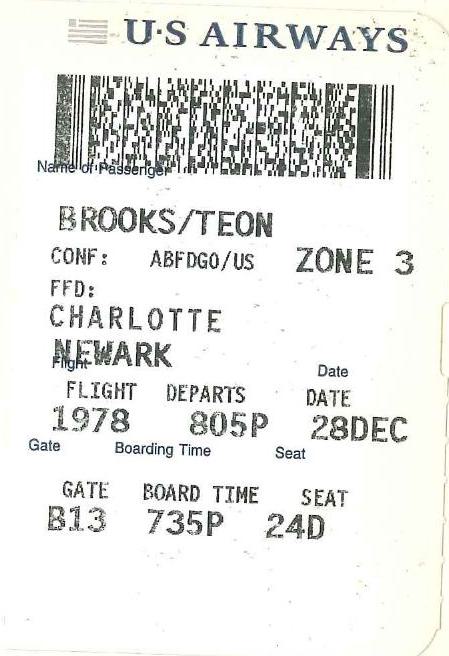 U·S AIRWAYS
Name of Passenger
BROOKS/TEON
CONF: ABFDGO/US ZONE 3
FFD:
CHARLOTTE
NEWARK
Flight Date
FLIGHT DEPARTS DATE
1978 805P 28DEC
Gate Boarding Time Seat
GATE BOARD TIME SEAT
B13 735P 24D